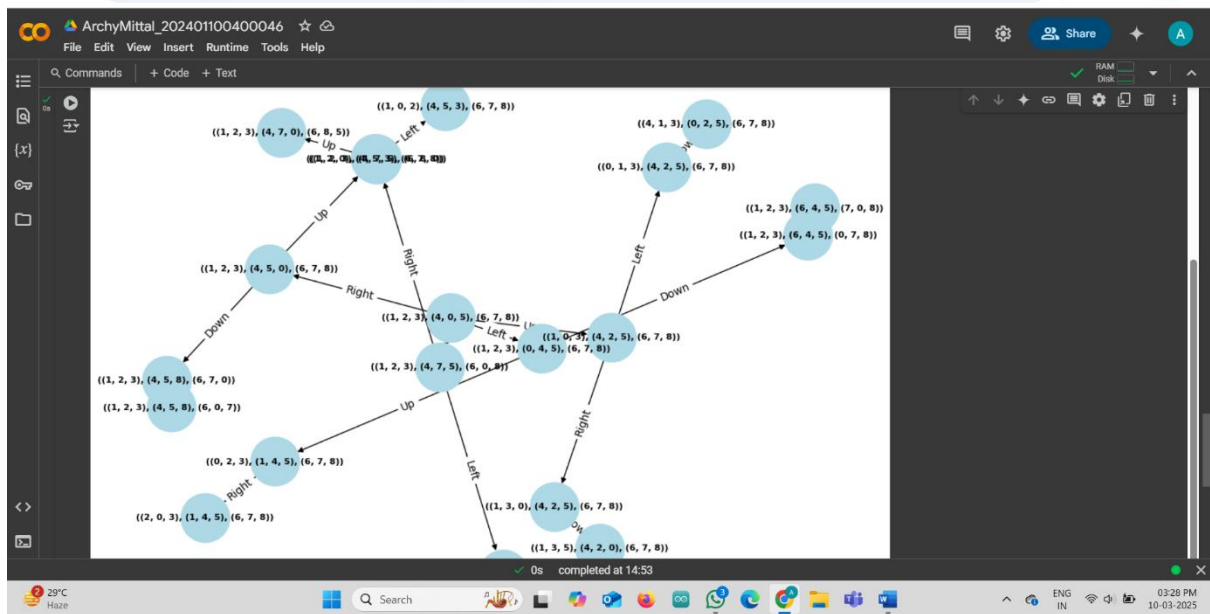 ArchyMittal_202401100400046
File Edit View Insert Runtime Tools Help
Share
A
Commands + Code + Text
RAM
Disk
0s
((1, 0, 2), (4, 5, 3), (6, 7, 8))
((1, 2, 3), (4, 7, 0), (6, 8, 5))
Up
Left
((4, 1, 3), (0, 2, 5), (6, 7, 8))
((0, 1, 3), (4, 2, 5), (6, 7, 8))
((1, 2, 3), (6, 4, 5), (7, 0, 8))
Up
((1, 2, 3), (6, 4, 5), (0, 7, 8))
Right
Left
((1, 2, 3), (4, 5, 0), (6, 7, 8))
Right
Down
((1, 2, 3), (4, 0, 5), (6, 7, 8))
Down
Left
((1, 0, 3), (4, 2, 5), (6, 7, 8))
((1, 2, 3), (0, 4, 5), (6, 7, 8))
((1, 2, 3), (4, 7, 5), (6, 0, 8))
((1, 2, 3), (4, 5, 8), (6, 7, 0))
((1, 2, 3), (4, 5, 8), (6, 0, 7))
Up
Right
((0, 2, 3), (1, 4, 5), (6, 7, 8))
Left
Right
((1, 3, 0), (4, 2, 5), (6, 7, 8))
((2, 0, 3), (1, 4, 5), (6, 7, 8))
((1, 3, 5), (4, 2, 0), (6, 7, 8))
0s completed at 14:53
29°C
Haze
Search
ENG
IN
03:28 PM
10-03-2025